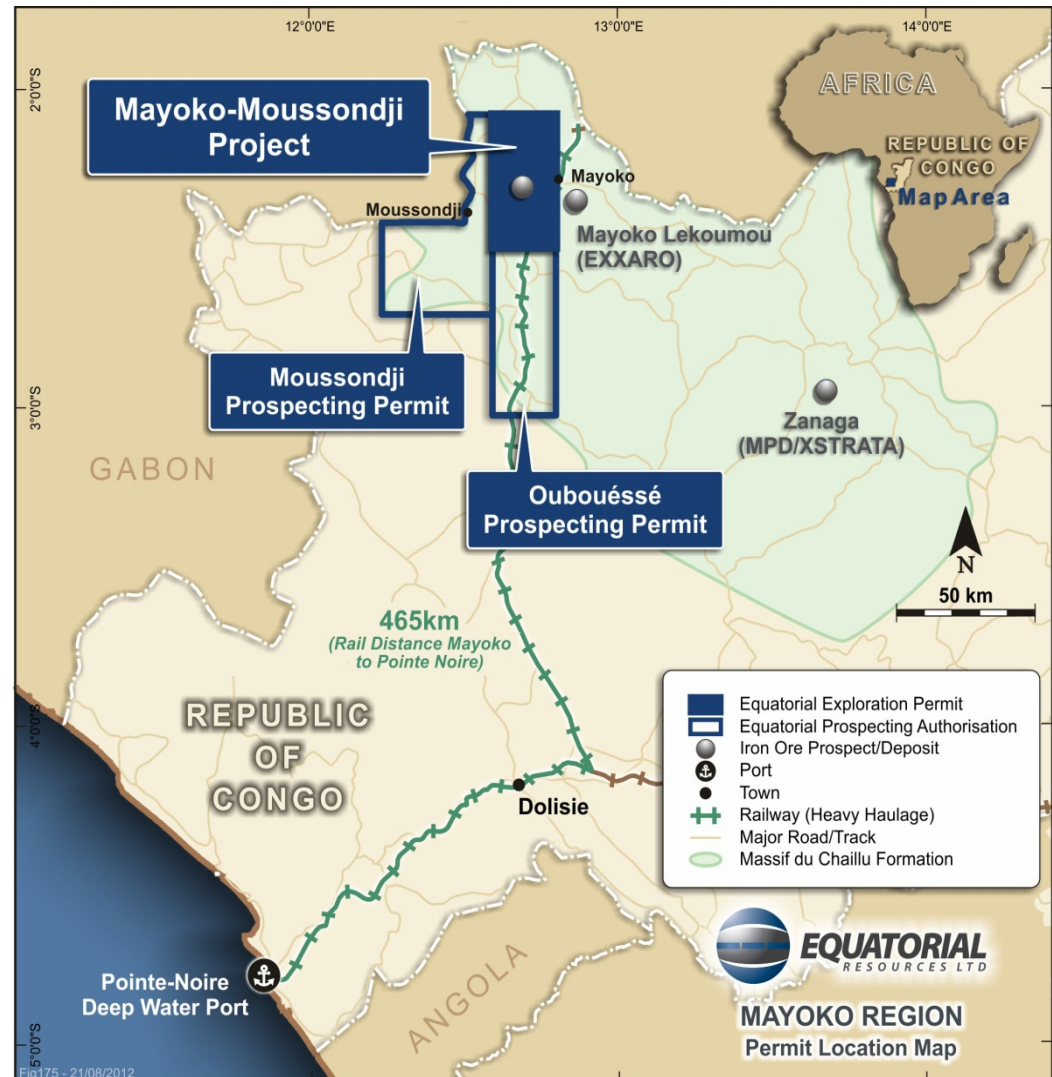 12°0'0"E
13°0'0"E
14°0'0"E
2°0'0"S
3°0'0"S
4°0'0"S
5°0'0"S
Mayoko-Moussondji
Project
AFRICA
REPUBLIC OF
CONGO
Map Area
Mayoko
Moussondji
Mayoko Lekoumou
(EXXARO)
Moussondji
Prospecting Permit
Zanaga
(MPD/XSTRATA)
GABON
Oubouéssé
Prospecting Permit
N
50 km
465km
(Rail Distance Mayoko
to Pointe Noire)
REPUBLIC
OF
CONGO
Equatorial Exploration Permit
Equatorial Prospecting Authorisation
Iron Ore Prospect/Deposit
Port
Town
Railway (Heavy Haulage)
Major Road/Track
Massif du Chaillu Formation
Dolisie
EQUATORIAL
RESOURCES LTD
Pointe-Noire
Deep Water Port
ANGOLA
MAYOKO REGION
Permit Location Map
Fig175 - 21/08/2012